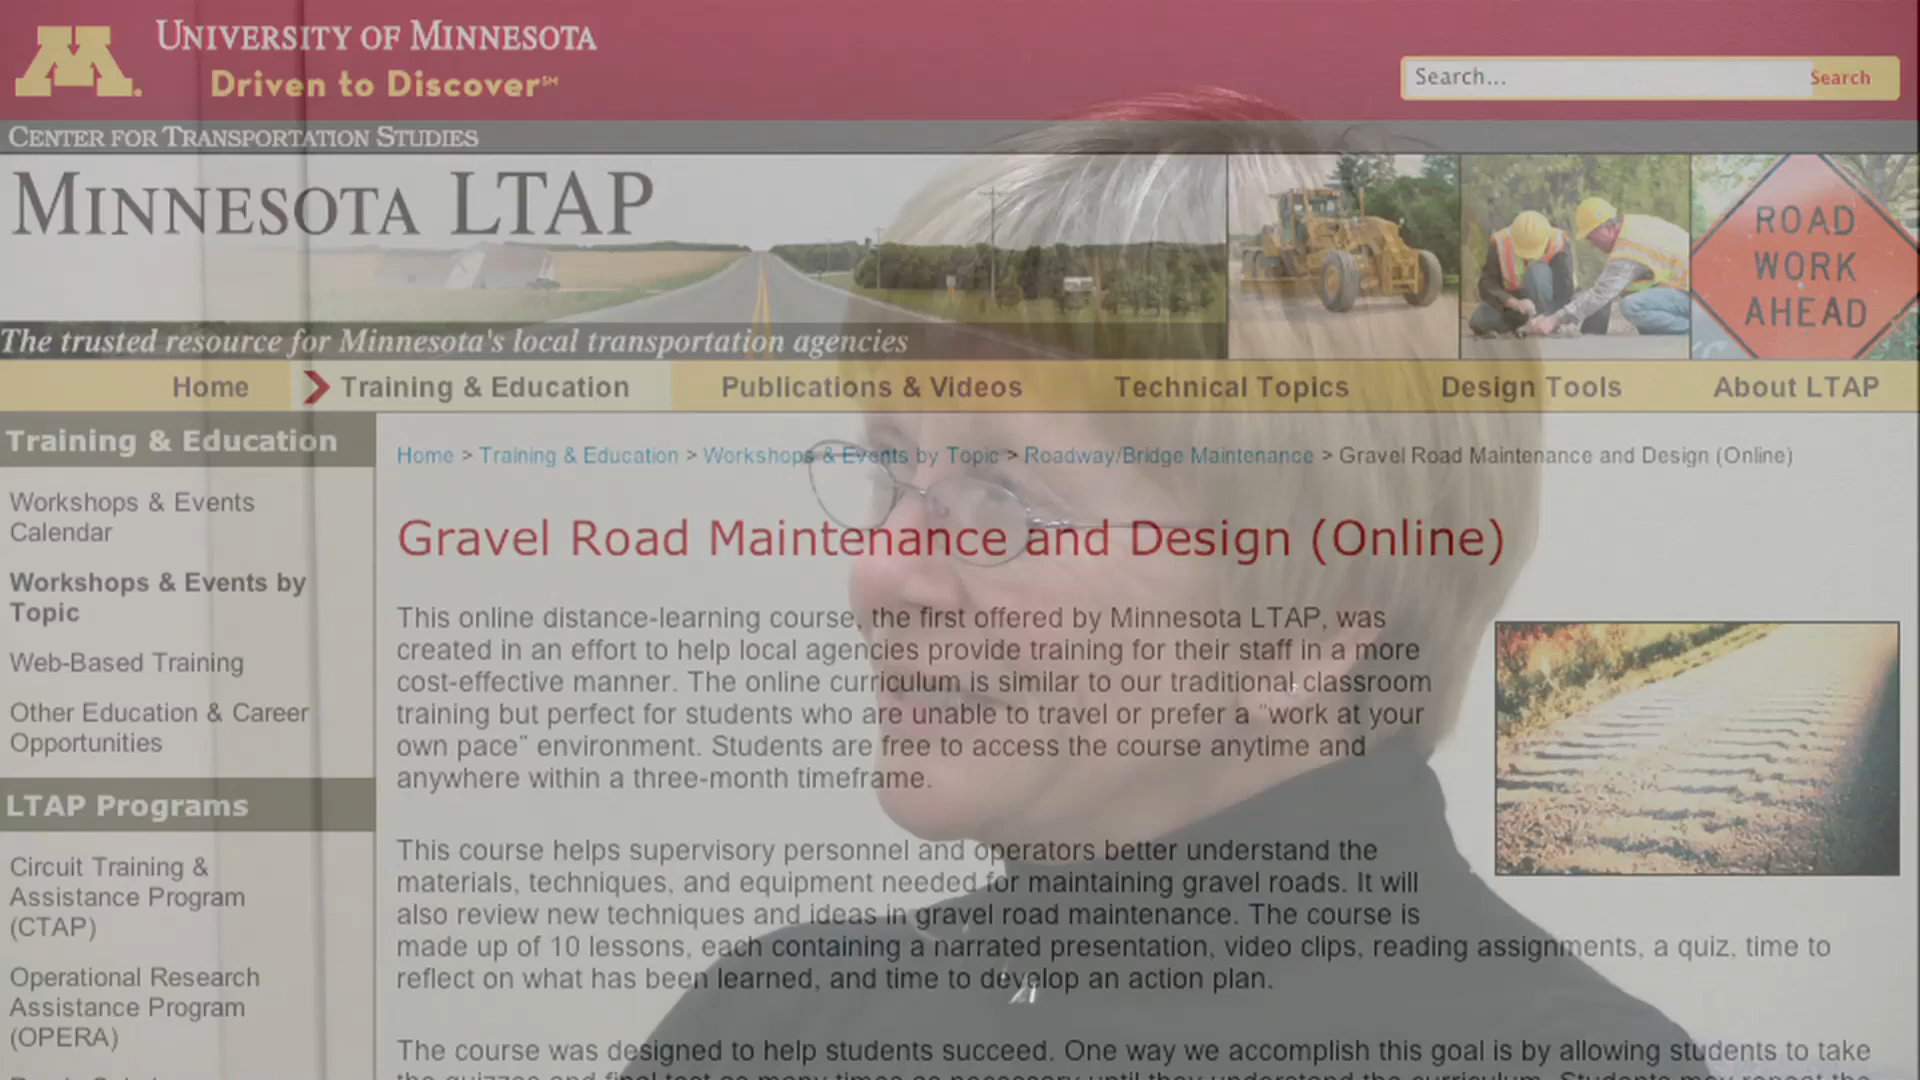 UNIVERSITY OF MINNESOTA
Driven to Discover℠
Search...
Search
CENTER FOR TRANSPORTATION STUDIES
MINNESOTA LTAP
ROAD
WORK
AHEAD
The trusted resource for Minnesota's local transportation agencies
Home
Training & Education
Publications & Videos
Technical Topics
Design Tools
About LTAP
Training & Education
Workshops & Events
Calendar
Workshops & Events by
Topic
Web-Based Training
Other Education & Career
Opportunities
LTAP Programs
Circuit Training &
Assistance Program
(CTAP)
Operational Research
Assistance Program
(OPERA)
Home > Training & Education > Workshops & Events by Topic > Roadway/Bridge Maintenance > Gravel Road Maintenance and Design (Online)
Gravel Road Maintenance and Design (Online)
This online distance-learning course, the first offered by Minnesota LTAP, was
created in an effort to help local agencies provide training for their staff in a more
cost-effective manner. The online curriculum is similar to our traditional classroom
training but perfect for students who are unable to travel or prefer a "work at your
own pace" environment. Students are free to access the course anytime and
anywhere within a three-month timeframe.
This course helps supervisory personnel and operators better understand the
materials, techniques, and equipment needed for maintaining gravel roads. It will
also review new techniques and ideas in gravel road maintenance. The course is
made up of 10 lessons, each containing a narrated presentation, video clips, reading assignments, a quiz, time to
reflect on what has been learned, and time to develop an action plan.
The course was designed to help students succeed. One way we accomplish this goal is by allowing students to take